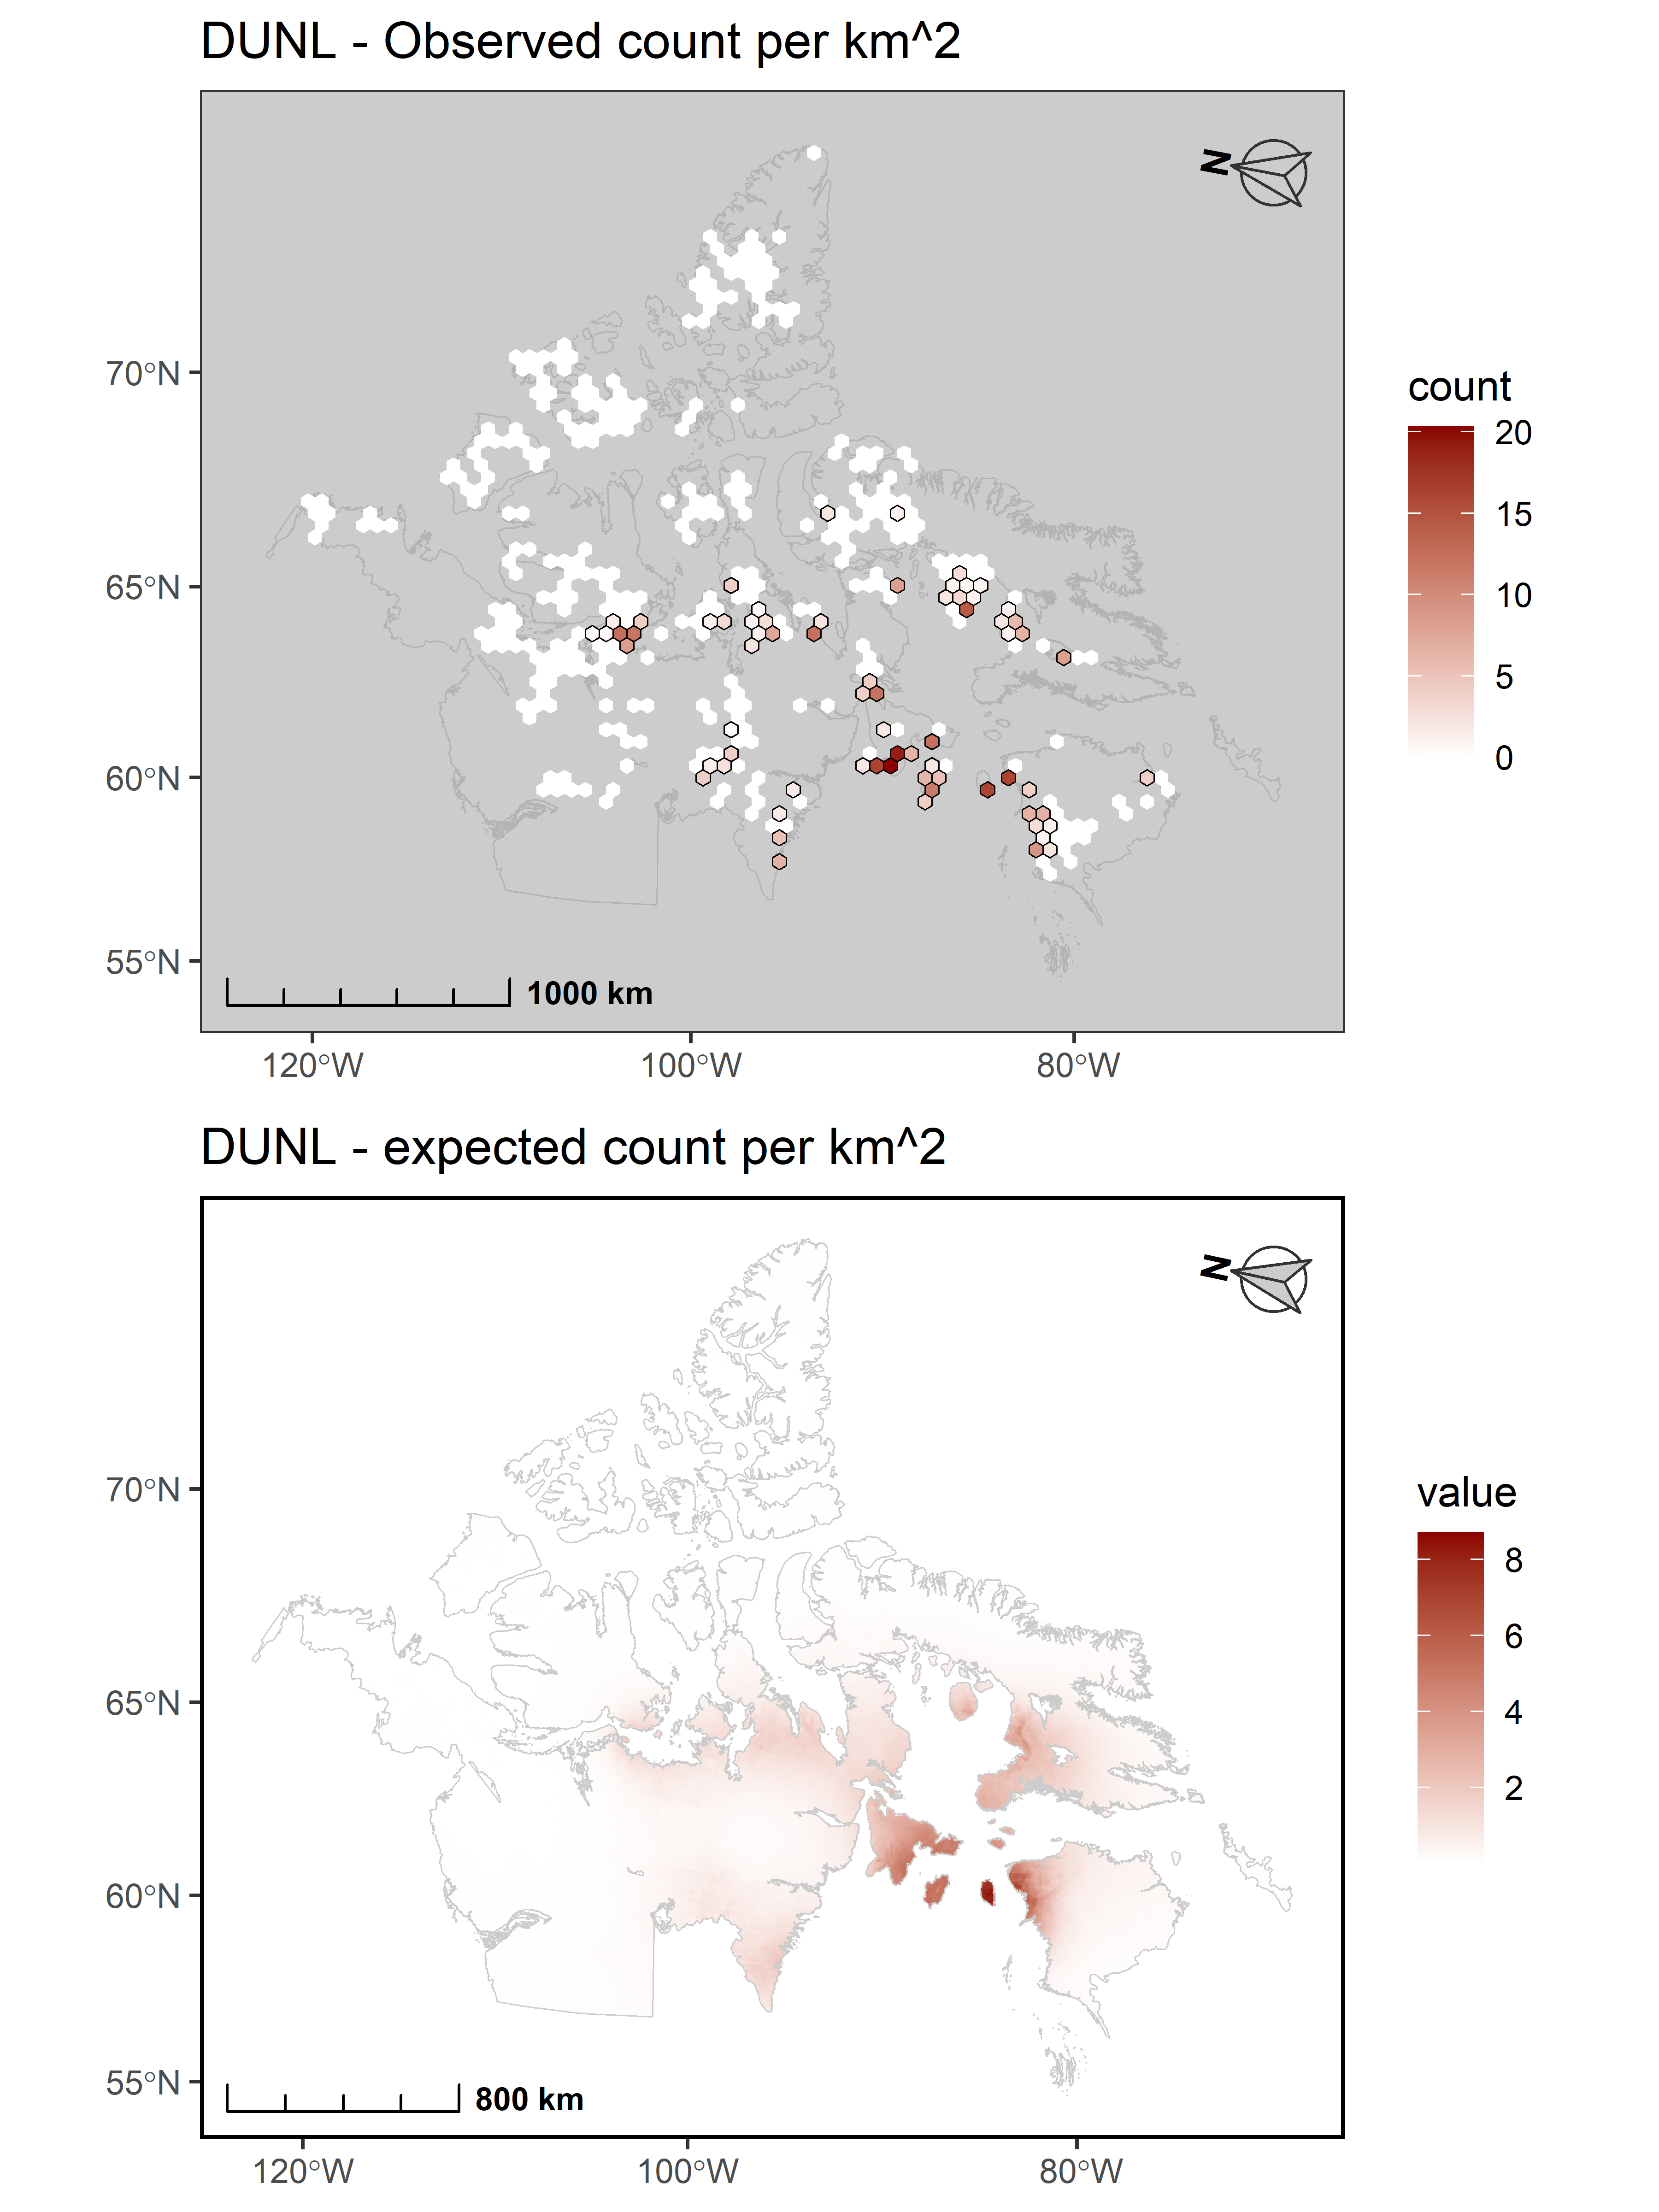 DUNL - Observed count per km^2
N
70°N
65°N
60°N
55°N
1000 km
120°W
100°W
80°W
count
20
15
10
5
0
DUNL - expected count per km^2
N
70°N
65°N
60°N
55°N
800 km
120°W
100°W
80°W
value
8
6
4
2